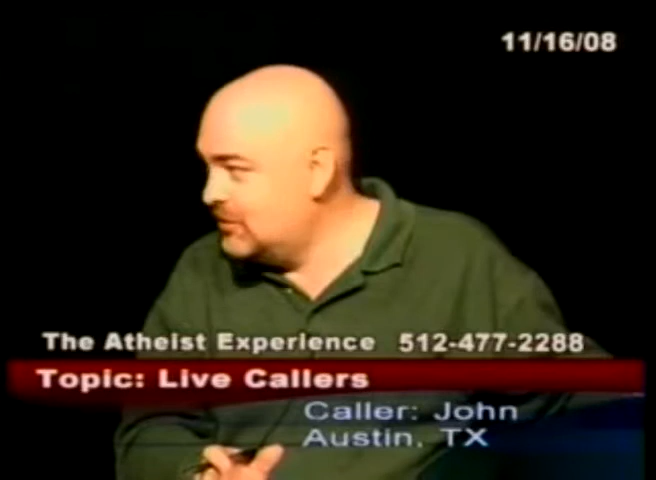 11/16/08
The Atheist Experience 512-477-2288
Topic: Live Callers
Caller: John
Austin, TX